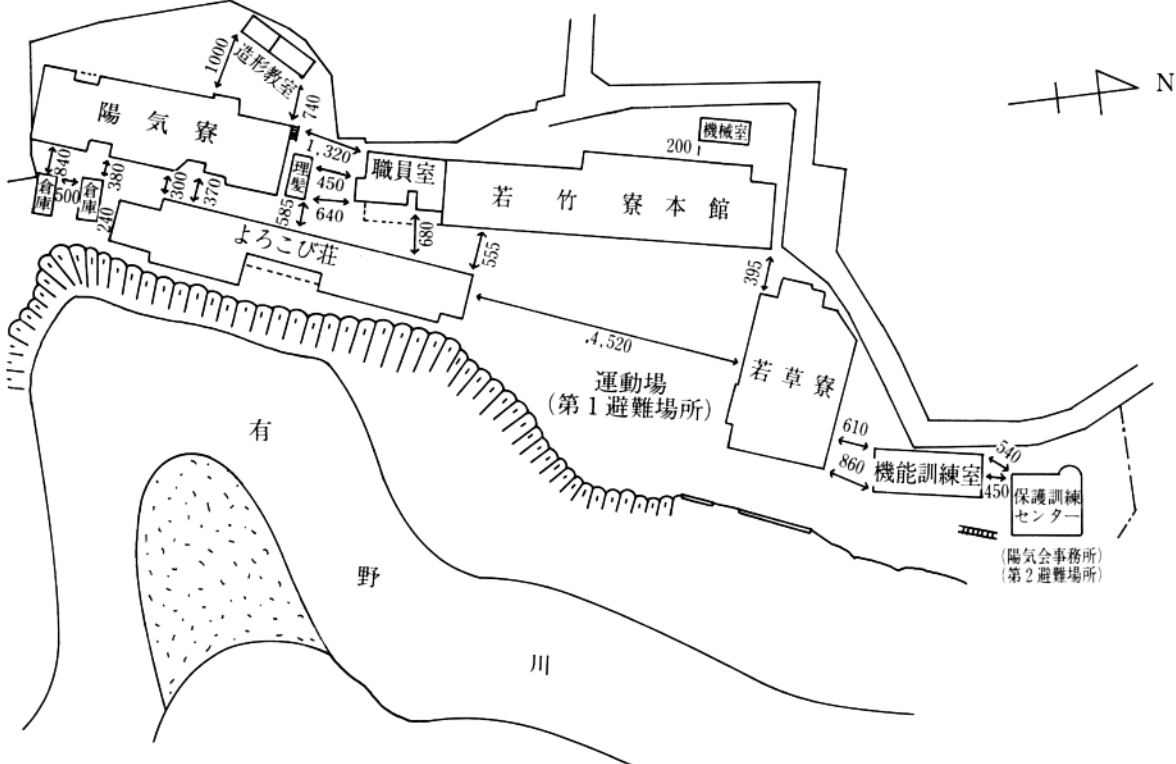 N
造形教室
1000
740
陽気寮
1,320
機械室
200
理髪
職員室
450
640
若竹寮本館
840
500
380
300
370
倉庫
倉庫
240
585
680
555
395
よろこび荘
4,520
運動場
(第1避難場所)
若草寮
610
860
機能訓練室
540
450
保護訓練
センター
(陽気会事務所)
(第2避難場所)
有
野
川